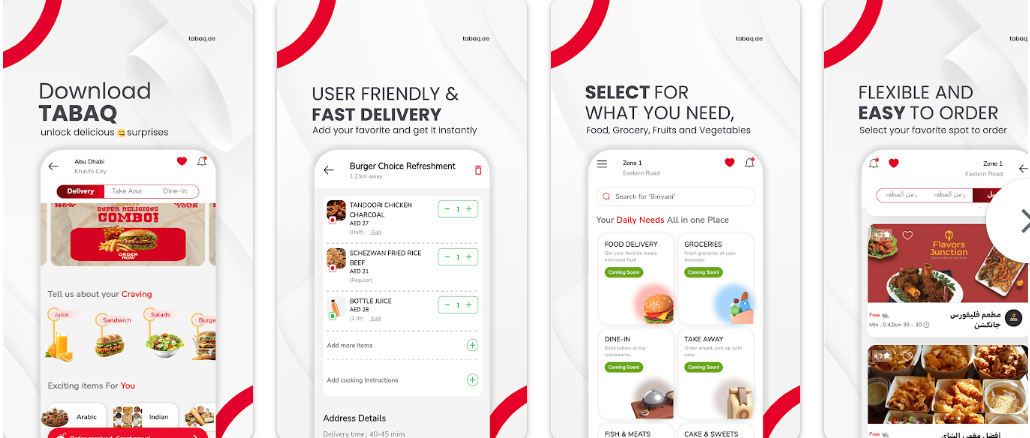 tabaq.ae
Download
TABAQ
unlock delicious 😋 surprises
Abu Dhabi
Khalifa City
Delivery
Take Awa
Dine-in
SUPER DELICIOUS
COMBO!
ORDER
NOW
Tell us about your Craving
Juice
Sandwich
Salads
Burge
Exciting items For You
Arabic
Indian
tabaq.ae
USER FRIENDLY &
FAST DELIVERY
Add your favorite and get it instantly
Burger Choice Refreshment
1.2 km away
TANDOORI CHICKEN
CHARCOAL
AED 27
(Half) Edit
− 1 +
SCHEZWAN FRIED RICE
BEEF
AED 21
(Regular)
− 1 +
BOTTLE JUICE
AED 28
(1 ltr) Edit
− 1 +
Add more items
Add cooking Instructions
Address Details
Delivery time: 40-45 mins
tabaq.ae
SELECT FOR
WHAT YOU NEED,
Food, Grocery, Fruits and Vegetables
Zone 1
Eastern Road
Search for 'Biriyani'
Your Daily Needs All in one Place
FOOD DELIVERY
Get your favorite meals
delivered fast!
Coming Soon!
GROCERIES
Fresh groceries at your
doorstep.
Coming Soon!
DINE-IN
Book tables at top
restaurants.
Coming Soon!
TAKE AWAY
Order ahead, pick up with
ease.
Coming Soon!
FISH & MEATS
CAKE & SWEETS
tabaq.ae
FLEXIBLE AND
EASY TO ORDER
Select your favorite spot to order
Zone 1
Eastern Road
من المطعم
Flavors
Junction
Free
مطعم فليفورس
جانكشن
Min . 0.42km 35 - 30
4.2